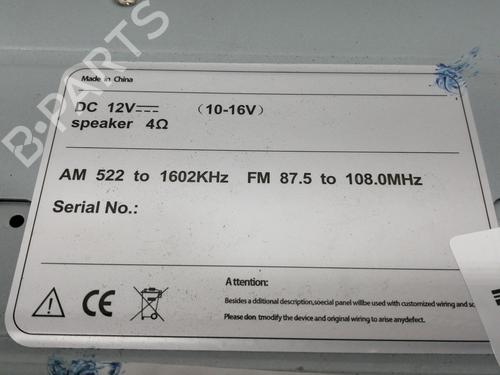 B-PARTS
Made in China
DC 12V (10-16V)
speaker 4Ω
AM 522 to 1602KHz FM 87.5 to 108.0MHz
Serial No.:
Attention:
Besides a dditional description,soecial panel willbe used with customized wiring and
Please don tmodify the device and original wiring to arise anydefect.
CE